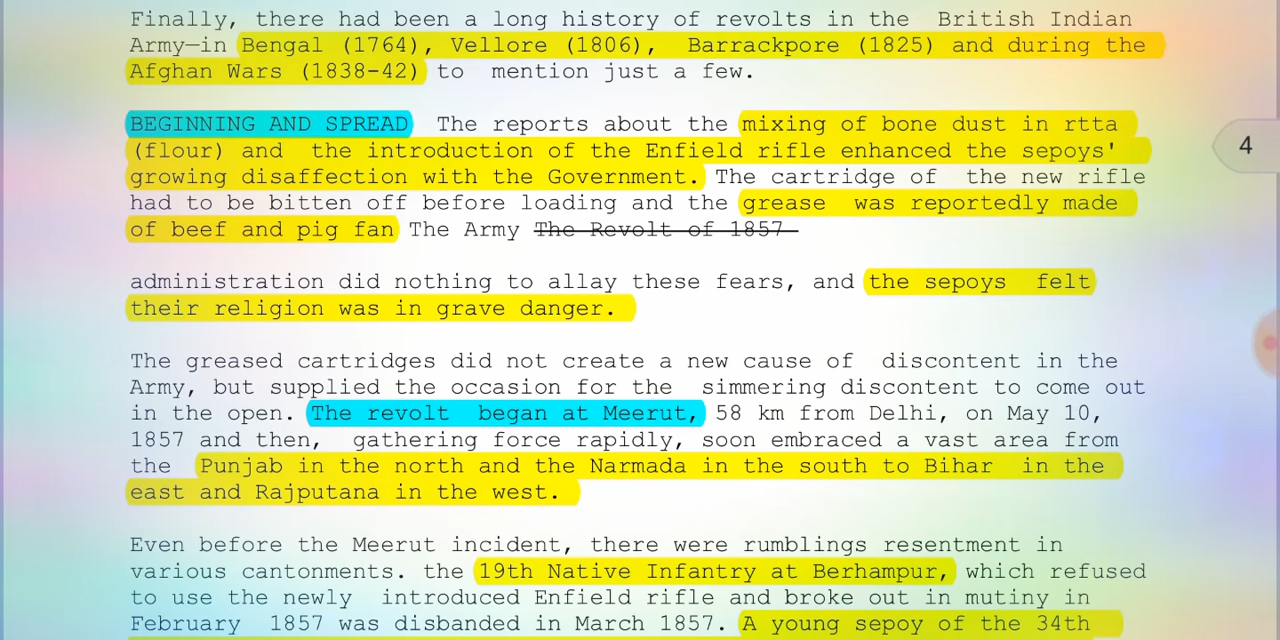 Finally, there had been a long history of revolts in the British Indian
Army—in Bengal (1764), Vellore (1806), Barrackpore (1825) and during the
Afghan Wars (1838-42) to mention just a few.
BEGINNING AND SPREAD The reports about the mixing of bone dust in rtta
(flour) and the introduction of the Enfield rifle enhanced the sepoys'
growing disaffection with the Government. The cartridge of the new rifle
had to be bitten off before loading and the grease was reportedly made
of beef and pig fan The Army The Revolt of 1857
administration did nothing to allay these fears, and the sepoys felt
their religion was in grave danger.
The greased cartridges did not create a new cause of discontent in the
Army, but supplied the occasion for the simmering discontent to come out
in the open. The revolt began at Meerut, 58 km from Delhi, on May 10,
1857 and then, gathering force rapidly, soon embraced a vast area from
the Punjab in the north and the Narmada in the south to Bihar in the
east and Rajputana in the west.
Even before the Meerut incident, there were rumblings resentment in
various cantonments. the 19th Native Infantry at Berhampur, which refused
to use the newly introduced Enfield rifle and broke out in mutiny in
February 1857 was disbanded in March 1857. A young sepoy of the 34th
4